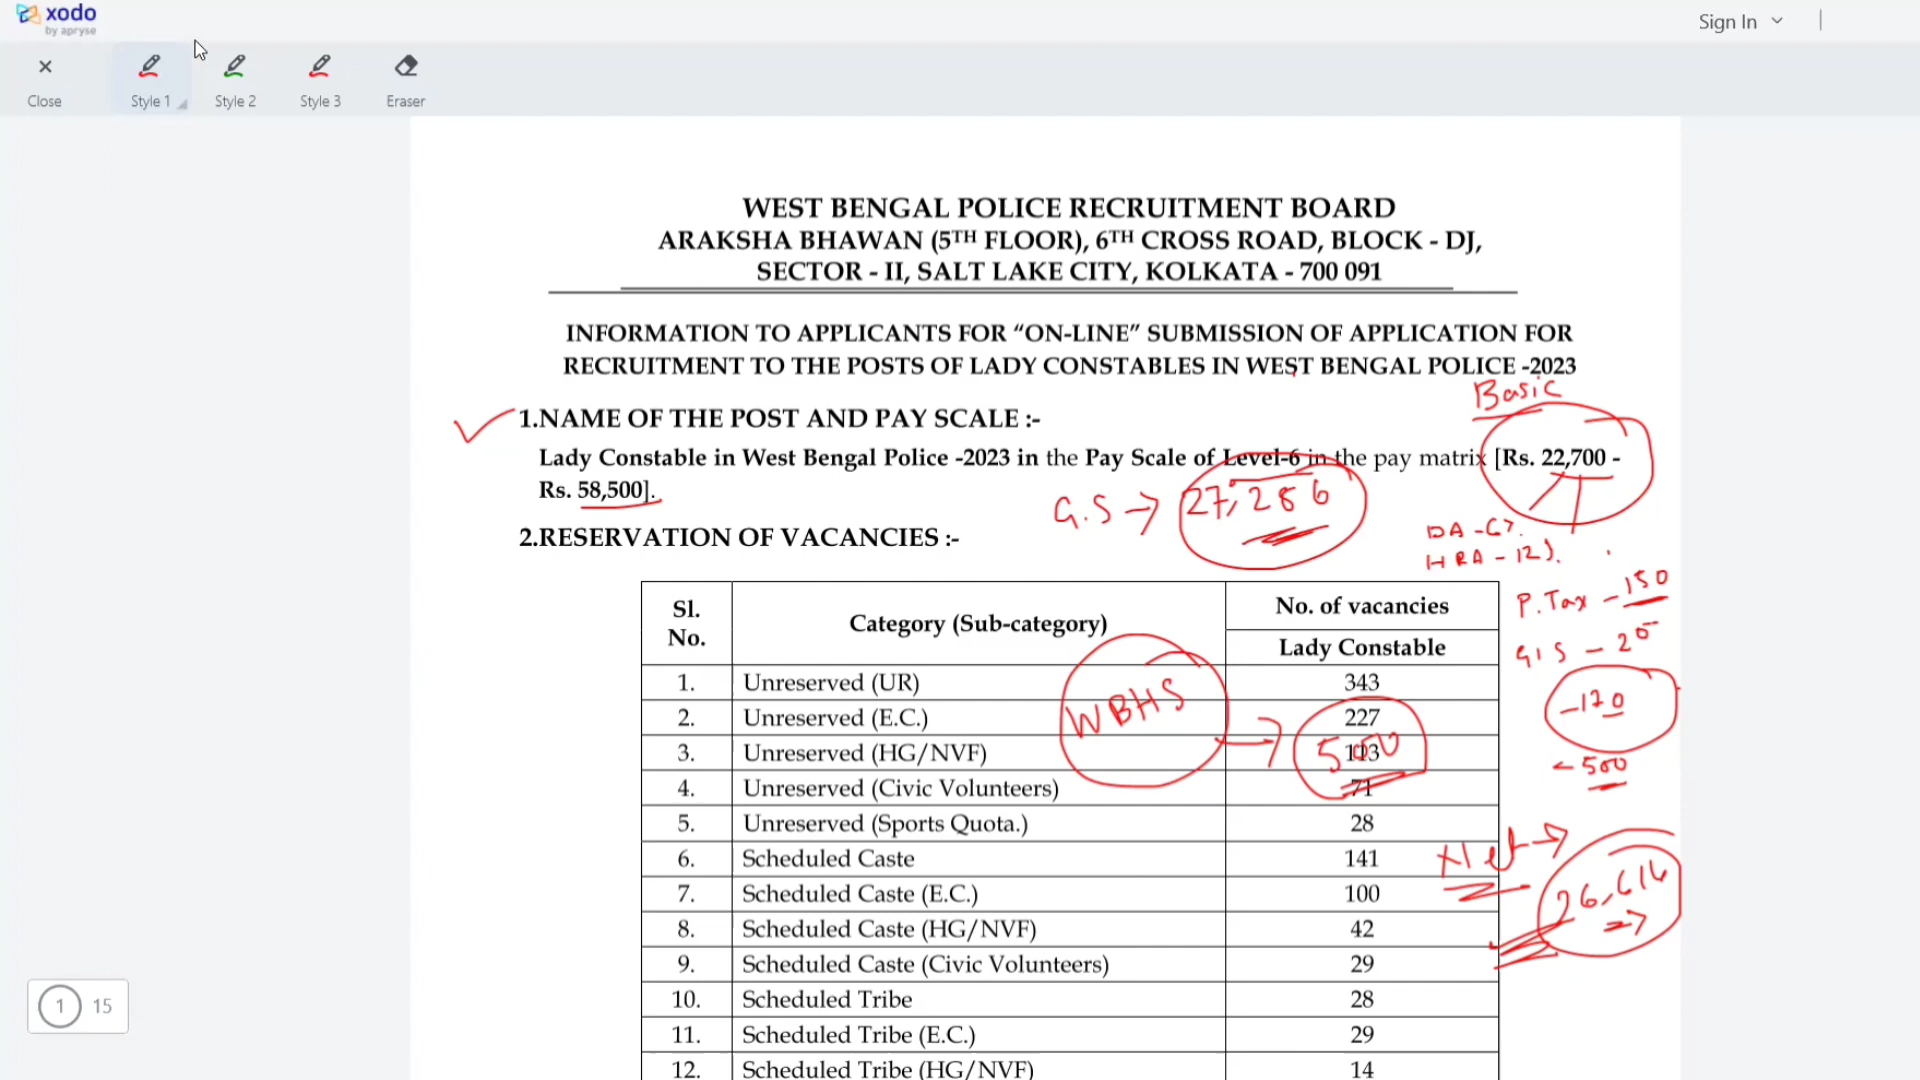 xodo
by apryse
Sign In
Close
Style 1
Style 2
Style 3
Eraser
WEST BENGAL POLICE RECRUITMENT BOARD
ARAKSHA BHAWAN (5TH FLOOR), 6TH CROSS ROAD, BLOCK - DJ,
SECTOR - II, SALT LAKE CITY, KOLKATA - 700 091
INFORMATION TO APPLICANTS FOR “ON-LINE” SUBMISSION OF APPLICATION FOR
RECRUITMENT TO THE POSTS OF LADY CONSTABLES IN WEST BENGAL POLICE -2023
Basic
1.NAME OF THE POST AND PAY SCALE :-
Lady Constable in West Bengal Police -2023 in the Pay Scale of Level-6 in the pay matrix [Rs. 22,700 -
Rs. 58,500].
G.S → 27,286
2.RESERVATION OF VACANCIES :-
HRA - 12
P.Tax - 150
GIS -
-120
500
Sl. No. Category (Sub-category) No. of vacancies
Lady Constable
1. Unreserved (UR) 343
2. Unreserved (E.C.) 227
WBHS → 500
3. Unreserved (HG/NVF) 113
4. Unreserved (Civic Volunteers) 71
5. Unreserved (Sports Quota.) 28
6. Scheduled Caste 141
Net →
7. Scheduled Caste (E.C.) 100
8. Scheduled Caste (HG/NVF) 42
9. Scheduled Caste (Civic Volunteers) 29
10. Scheduled Tribe 28
11. Scheduled Tribe (E.C.) 29
12. Scheduled Tribe (HG/NVF) 14
1 15